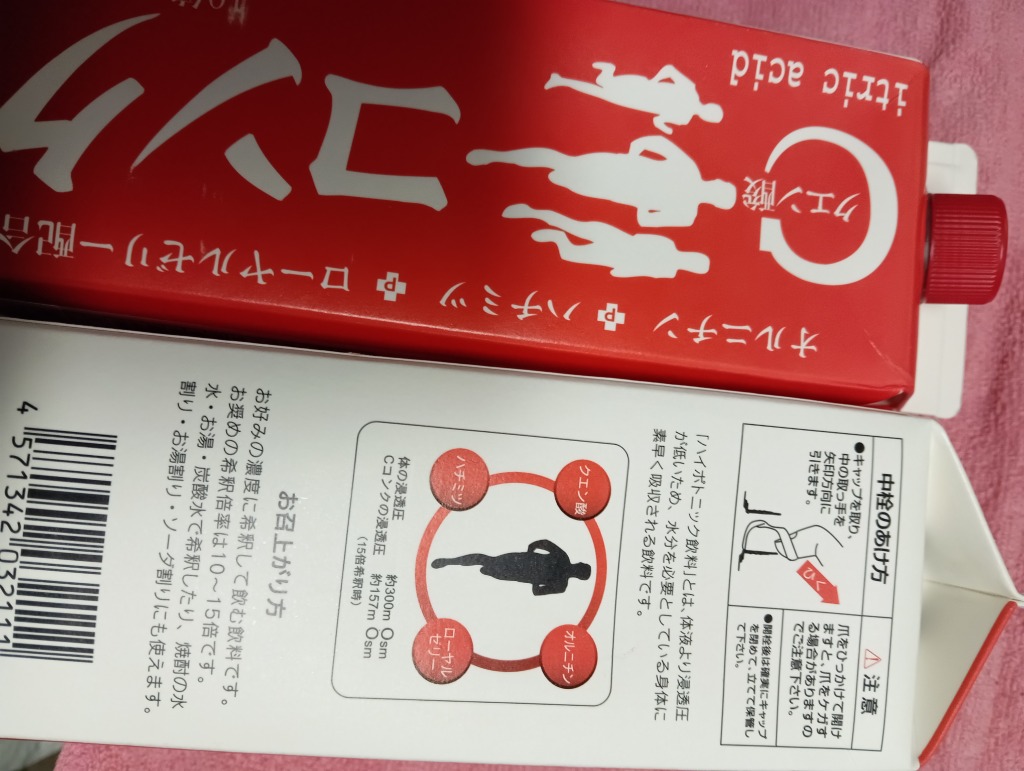 itric acid
クエン酸
コンク
オルニチン+ハチミツ+ローヤルゼリー配合
中栓のあけ方
●キャップを取り、
中の取っ手を
矢印方向に
引きます。
⚠注意
爪をひっかけて開け
ますと、爪をケガす
る場合がありますの
でご注意下さい。
●開栓後は確実にキャップ
を閉めて、立てて保管し
て下さい。
「ハイポトニック飲料」とは、体液より浸透圧
が低いため、水分を必要としている身体に
素早く吸収される飲料です。
クエン酸
オルニチン
ハチミツ
ローヤル
ゼリー
体の浸透圧 約300m Osm
Cコンクの浸透圧 約157m Osm
(15倍希釈時)
お召上がり方
お好みの濃度に希釈して飲む飲料です。
お奨めの希釈倍率は10～15倍です。
水・お湯・炭酸水で希釈したり、焼酎の水
割り・お湯割り・ソーダ割りにも使えます。
4 571342 032111